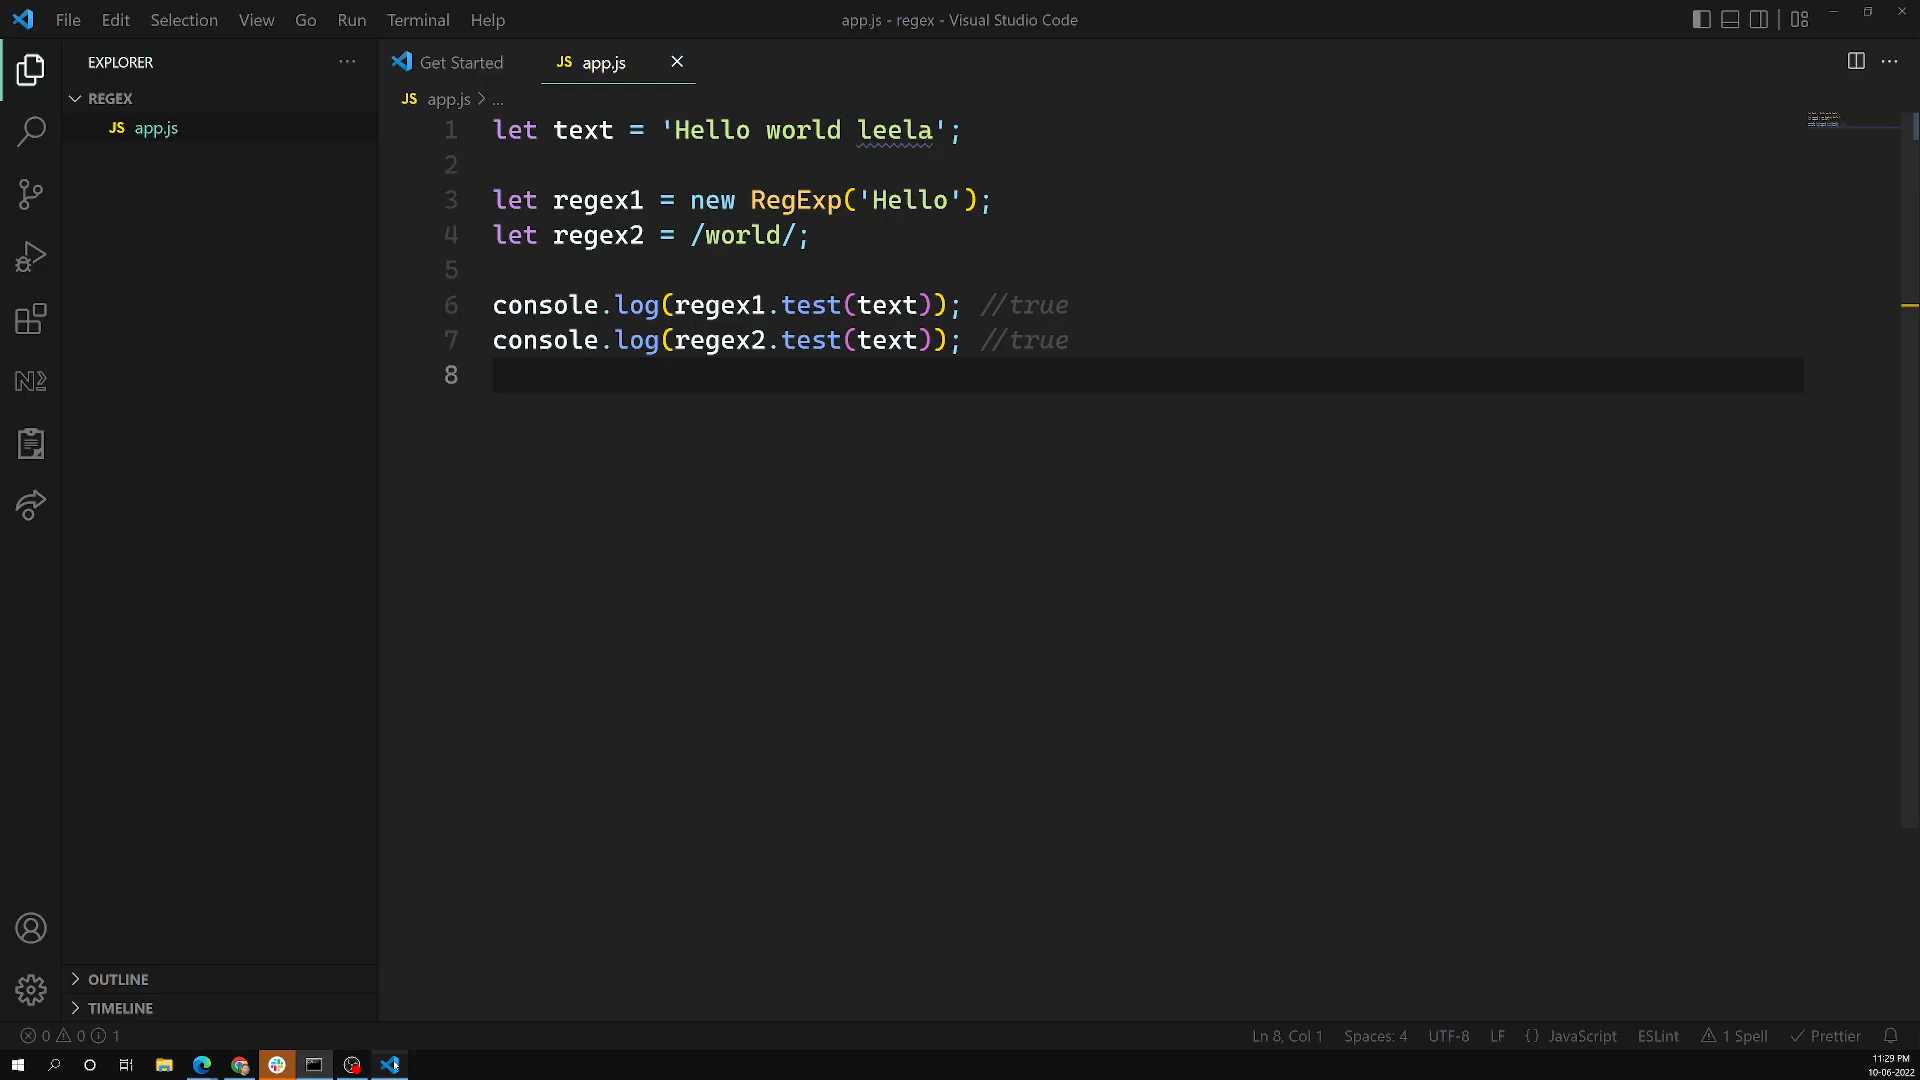 File Edit Selection View Go Run Terminal Help
app.js - regex - Visual Studio Code
EXPLORER
REGEX
JS app.js
OUTLINE
TIMELINE
Get Started
JS app.js
JS app.js > ...
1 let text = 'Hello world leela';
2
3 let regex1 = new RegExp('Hello');
4 let regex2 = /world/;
5
6 console.log(regex1.test(text)); //true
7 console.log(regex2.test(text)); //true
8
0 0 1
Ln 8, Col 1 Spaces: 4 UTF-8 LF {} JavaScript ESLint 1 Spell Prettier
11:29 PM
10-06-2022